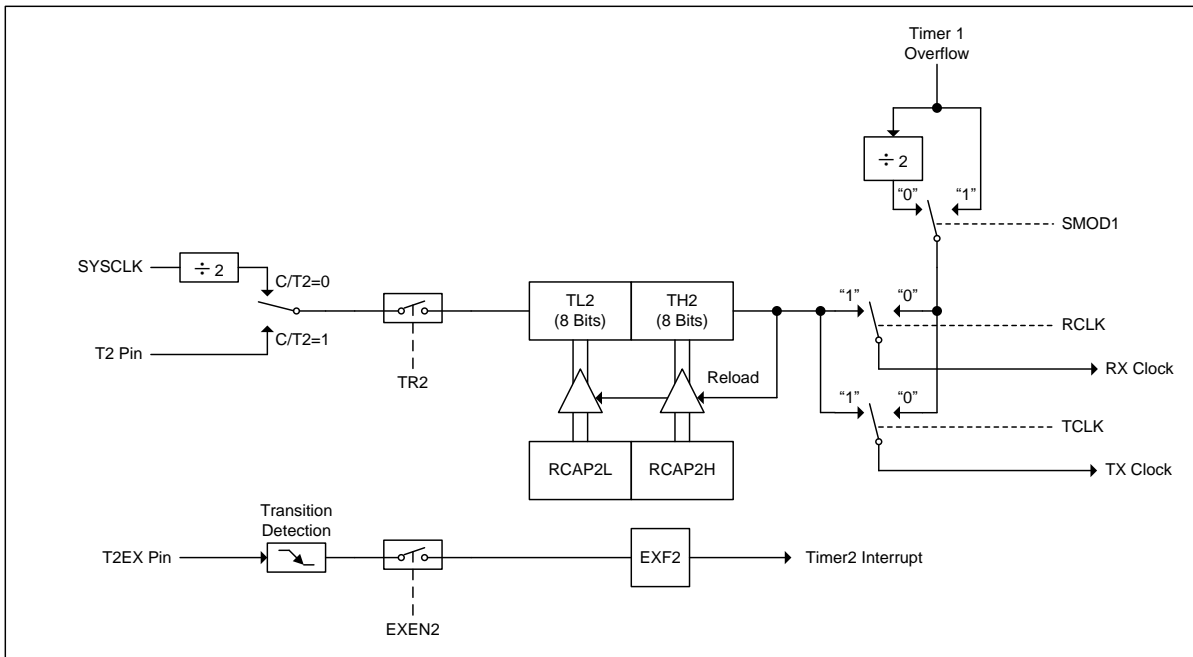 Timer 1
Overflow
÷ 2
“0”
“1”
SMOD1
SYSCLK
÷ 2
C/T2=0
TL2
(8 Bits)
TH2
(8 Bits)
“1”
“0”
RCLK
C/T2=1
T2 Pin
TR2
Reload
RX Clock
“1”
“0”
TCLK
RCAP2L
RCAP2H
TX Clock
Transition
Detection
T2EX Pin
EXF2
Timer2 Interrupt
EXEN2